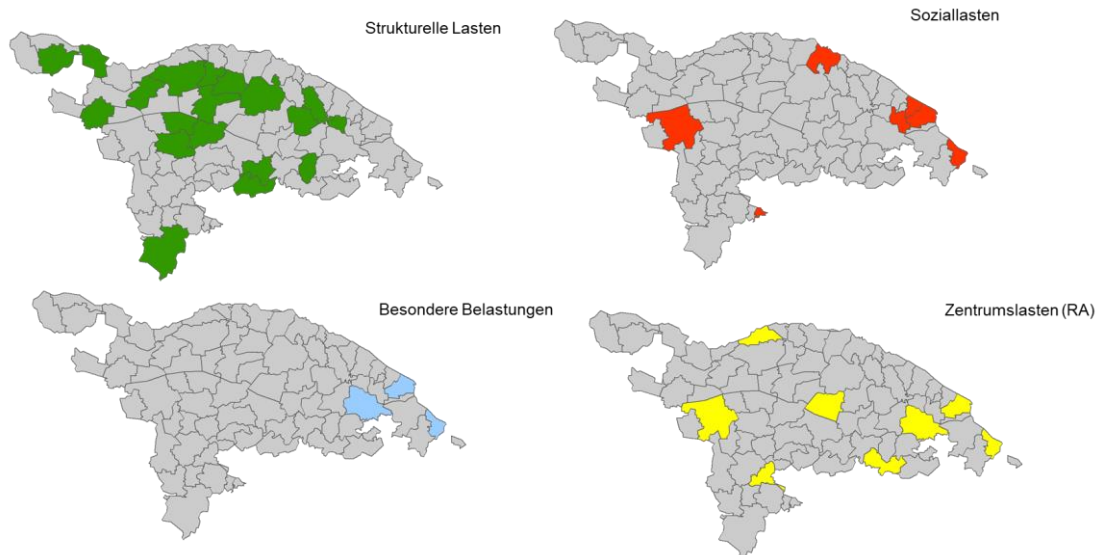 Strukturelle Lasten
Soziallasten
Besondere Belastungen
Zentrumslasten (RA)